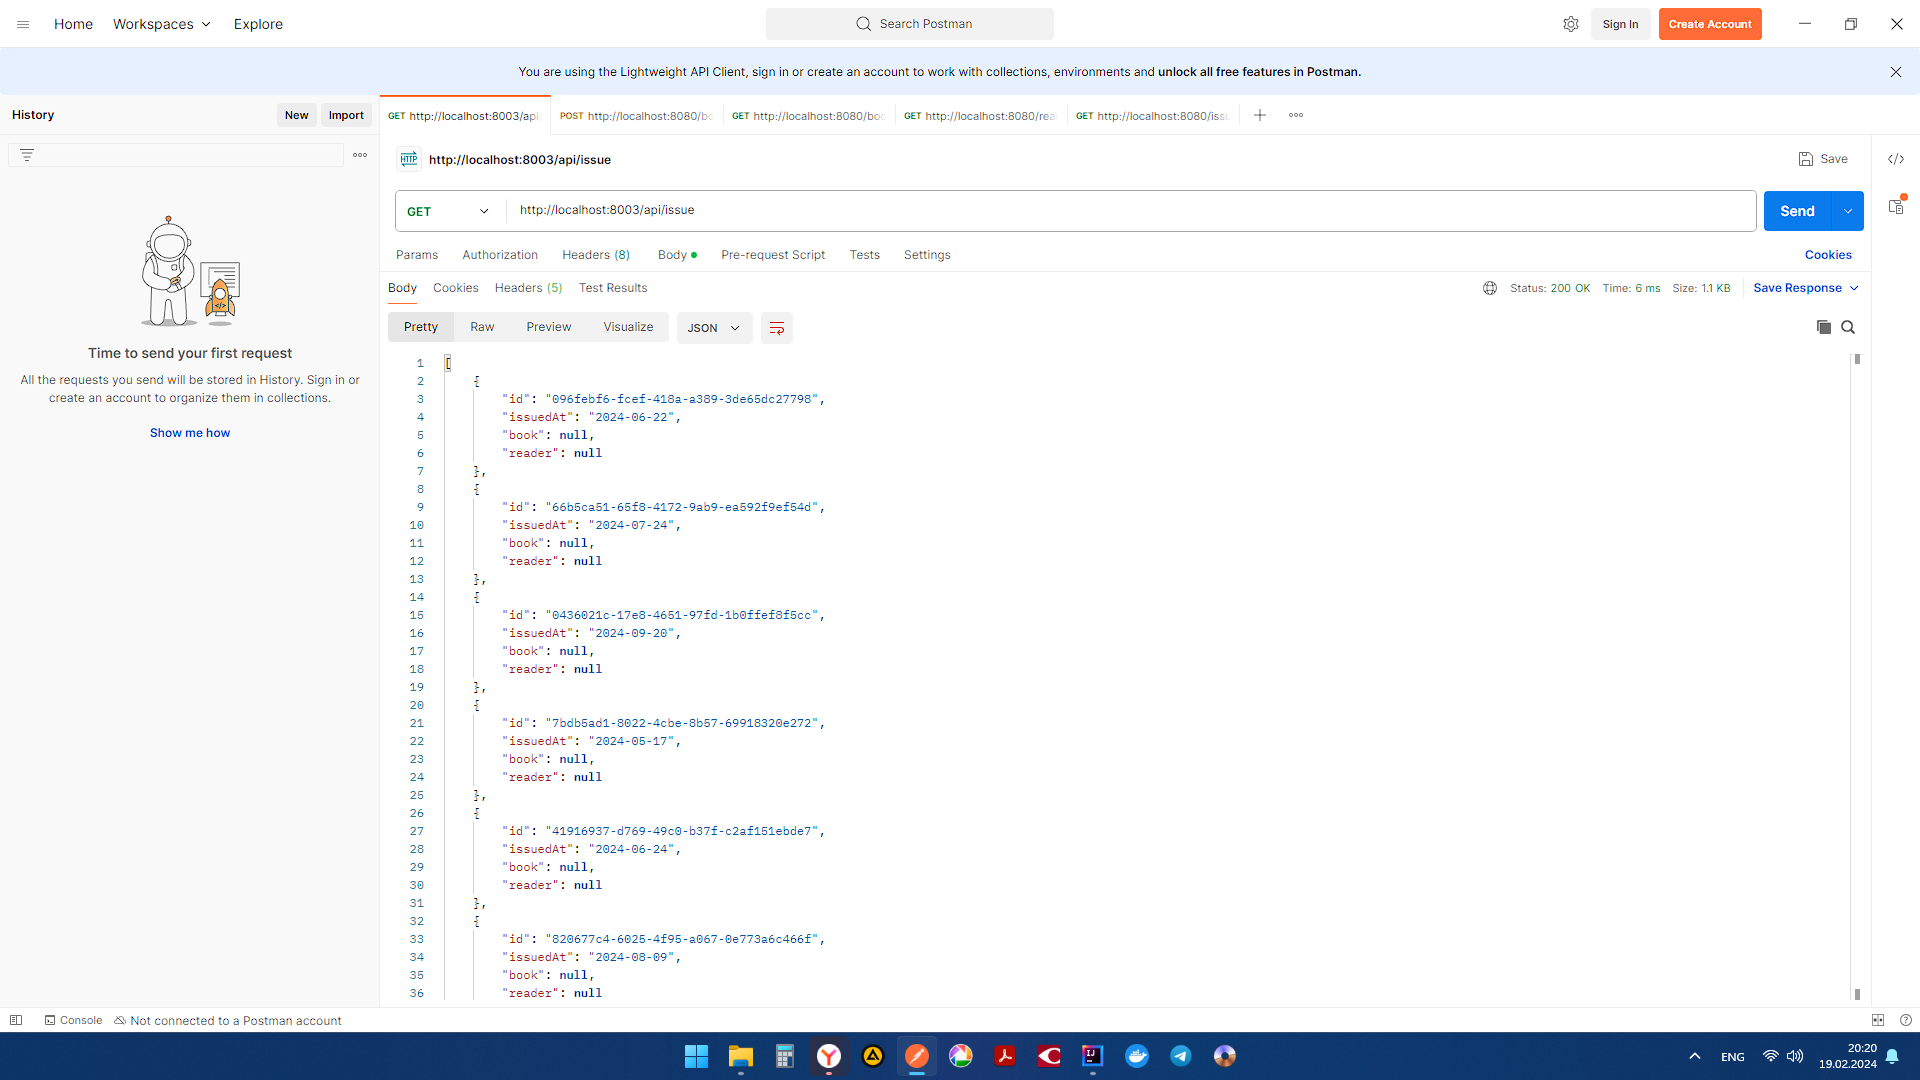 Home
Workspaces
Explore
Search Postman
Sign In
Create Account
You are using the Lightweight API Client, sign in or create an account to work with collections, environments and unlock all free features in Postman.
History
New
Import
GET http://localhost:8003/api
POST http://localhost:8080/bo
GET http://localhost:8080/boo
GET http://localhost:8080/rea
GET http://localhost:8080/iss
HTTP http://localhost:8003/api/issue
Save
GET
http://localhost:8003/api/issue
Send
Params
Authorization
Headers (8)
Body
Pre-request Script
Tests
Settings
Cookies
Body
Cookies
Headers (5)
Test Results
Status: 200 OK
Time: 6 ms
Size: 1.1 KB
Save Response
Pretty
Raw
Preview
Visualize
JSON
Time to send your first request
All the requests you send will be stored in History. Sign in or
create an account to organize them in collections.
Show me how
1 [
2 {
3 "id": "096febf6-fcef-418a-a389-3de65dc27798",
4 "issuedAt": "2024-06-22",
5 "book": null,
6 "reader": null
7 },
8 {
9 "id": "66b5ca51-65f8-4172-9ab9-ea592f9ef54d",
10 "issuedAt": "2024-07-24",
11 "book": null,
12 "reader": null
13 },
14 {
15 "id": "0436021c-17e8-4651-97fd-1b0ffef8f5cc",
16 "issuedAt": "2024-09-20",
17 "book": null,
18 "reader": null
19 },
20 {
21 "id": "7bdb5ad1-8022-4cbe-8b57-69918320e272",
22 "issuedAt": "2024-05-17",
23 "book": null,
24 "reader": null
25 },
26 {
27 "id": "41916937-d769-49c0-b37f-c2af151ebde7",
28 "issuedAt": "2024-06-24",
29 "book": null,
30 "reader": null
31 },
32 {
33 "id": "820677c4-6025-4f95-a067-0e773a6c466f",
34 "issuedAt": "2024-08-09",
35 "book": null,
36 "reader": null
Console
Not connected to a Postman account
ENG
20:20
19.02.2024